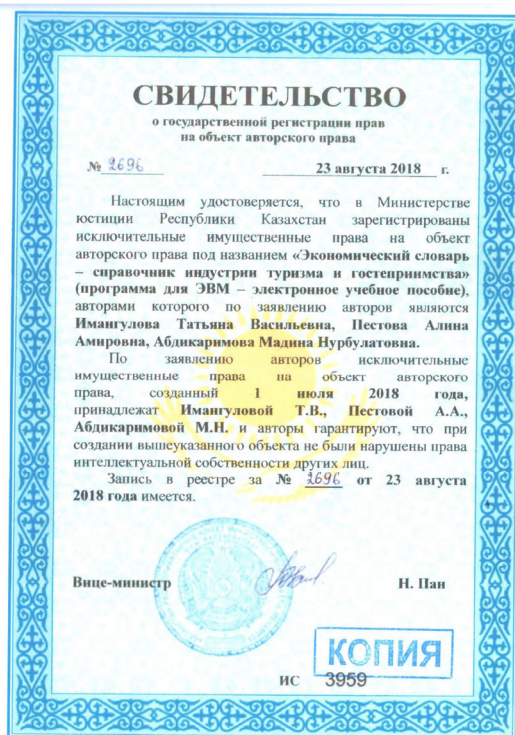 СВИДЕТЕЛЬСТВО
о государственной регистрации прав
на объект авторского права
№ 2696 23 августа 2018 г.
Настоящим удостоверяется, что в Министерстве
юстиции Республики Казахстан зарегистрированы
исключительные имущественные права на объект
авторского права под названием «Экономический словарь
– справочник индустрии туризма и гостеприимства»
(программа для ЭВМ – электронное учебное пособие),
авторами которого по заявлению авторов являются
Имангулова Татьяна Васильевна, Пестова Алина
Амировна, Абдикаримова Мадина Нурбулатовна.
По заявлению авторов исключительные
имущественные права на объект авторского
права, созданный 1 июля 2018 года,
принадлежат Имангуловой Т.В., Пестовой А.А.,
Абдикаримовой М.Н. и авторы гарантируют, что при
создании вышеуказанного объекта не были нарушены права
интеллектуальной собственности других лиц.
Запись в реестре за № 2696 от 23 августа
2018 года имеется.
Вице-министр Н. Пан
КОПИЯ
ИС 3959